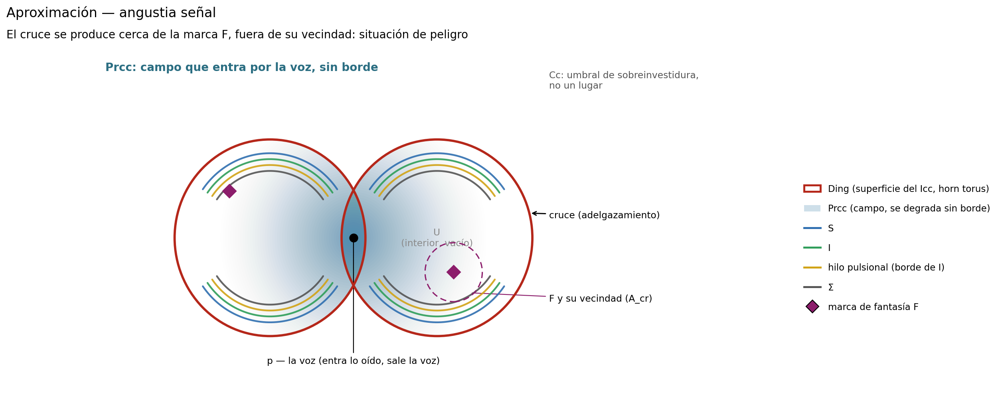 Aproximación — angustia señal
El cruce se produce cerca de la marca F, fuera de su vecindad: situación de peligro
Prcc: campo que entra por la voz, sin borde
Cc: umbral de sobreinvestidura,
no un lugar
cruce (adelgazamiento)
U
(interior, vacío)
F y su vecindad (A_cr)
p — la voz (entra lo oído, sale la voz)
Ding (superficie del Icc, horn torus)
Prcc (campo, se degrada sin borde)
S
I
hilo pulsional (borde de I)
Σ
marca de fantasía F